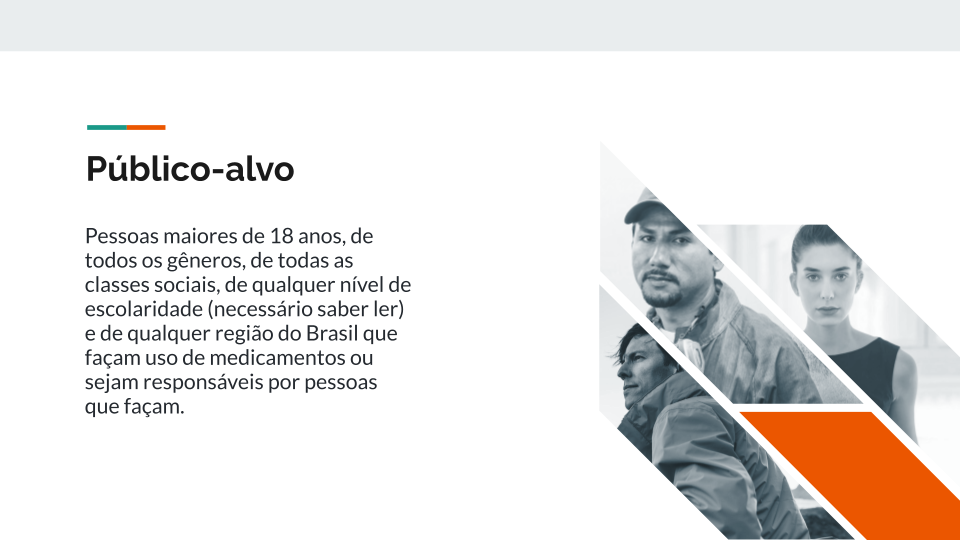 Público-alvo
Pessoas maiores de 18 anos, de
todos os gêneros, de todas as
classes sociais, de qualquer nível de
escolaridade (necessário saber ler)
e de qualquer região do Brasil que
façam uso de medicamentos ou
sejam responsáveis por pessoas
que façam.